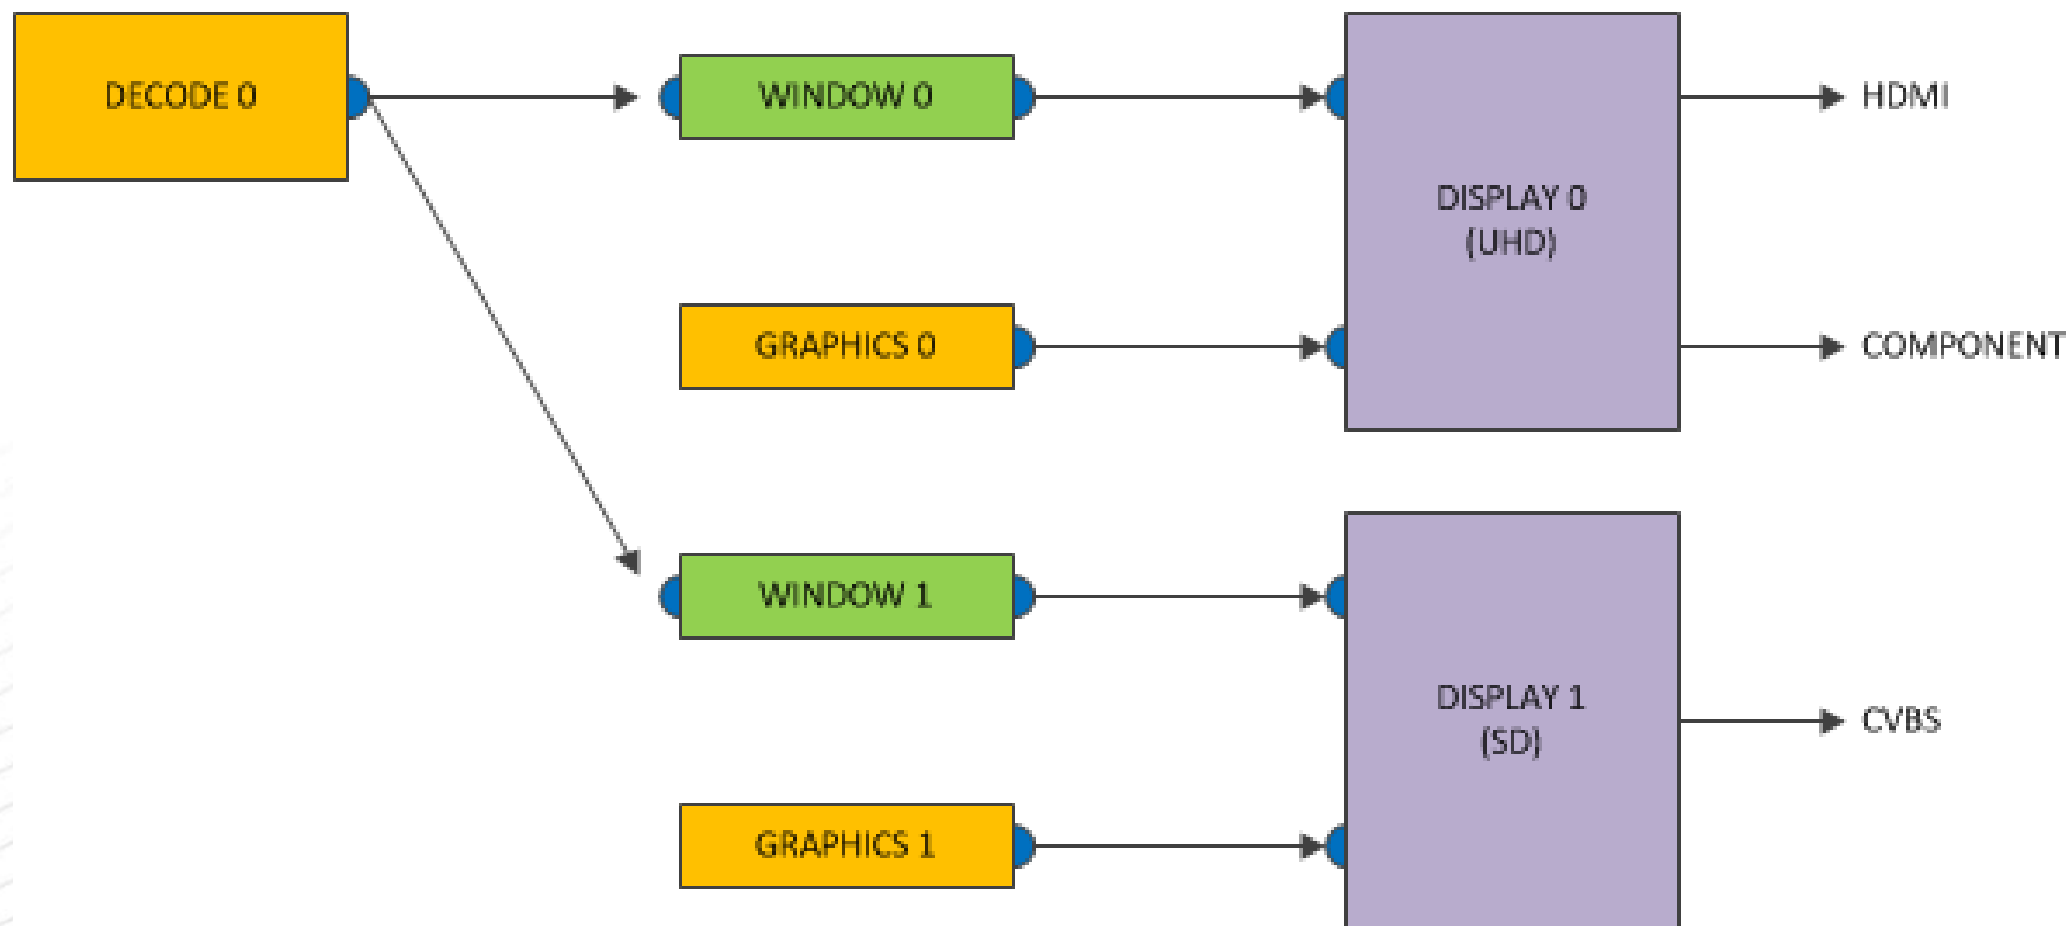 DECODE 0
WINDOW 0
HDMI
DISPLAY 0
(UHD)
GRAPHICS 0
COMPONENT
WINDOW 1
DISPLAY 1
(SD)
CVBS
GRAPHICS 1